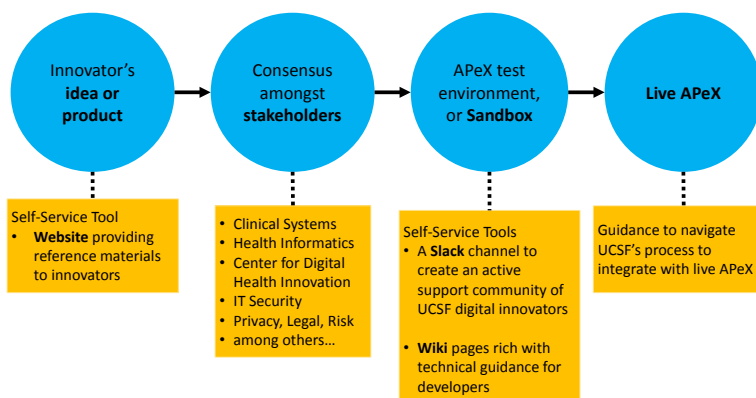 Innovator's
idea or
product
Consensus
amongst
stakeholders
APeX test
environment,
or Sandbox
Live APeX
Self-Service Tool
• Website providing
reference materials
to innovators
• Clinical Systems
• Health Informatics
• Center for Digital
Health Innovation
• IT Security
• Privacy, Legal, Risk
• among others…
Self-Service Tools
• A Slack channel to
create an active
support community of
UCSF digital innovators
• Wiki pages rich with
technical guidance for
developers
Guidance to navigate
UCSF's process to
integrate with live APeX